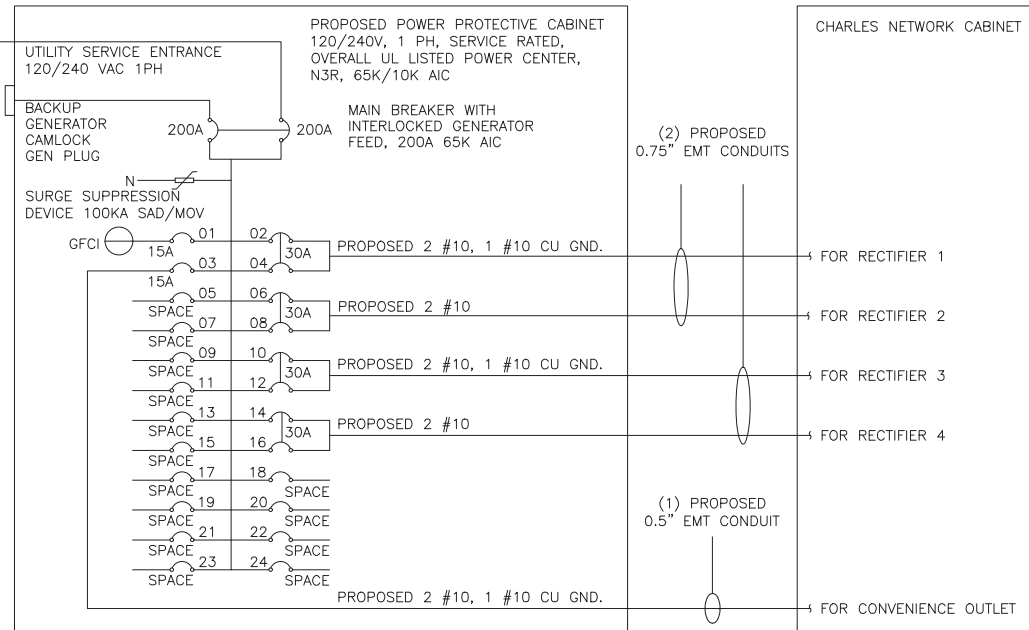 PROPOSED POWER PROTECTIVE CABINET
120/240V, 1 PH, SERVICE RATED,
OVERALL UL LISTED POWER CENTER,
N3R, 65K/10K AIC
CHARLES NETWORK CABINET
UTILITY SERVICE ENTRANCE
120/240 VAC 1PH
BACKUP
GENERATOR
CAMLOCK
GEN PLUG
200A
200A
MAIN BREAKER WITH
INTERLOCKED GENERATOR
FEED, 200A 65K AIC
(2) PROPOSED
0.75" EMT CONDUITS
N
SURGE SUPPRESSION
DEVICE 100KA SAD/MOV
GFCI
15A
01
02
30A
PROPOSED 2 #10, 1 #10 CU GND.
FOR RECTIFIER 1
15A
03
04
SPACE
05
06
30A
PROPOSED 2 #10
FOR RECTIFIER 2
SPACE
07
08
SPACE
09
10
30A
PROPOSED 2 #10, 1 #10 CU GND.
FOR RECTIFIER 3
SPACE
11
12
SPACE
13
14
30A
PROPOSED 2 #10
FOR RECTIFIER 4
SPACE
15
16
SPACE
17
18
SPACE
SPACE
19
20
SPACE
(1) PROPOSED
0.5" EMT CONDUIT
SPACE
21
22
SPACE
SPACE
23
24
SPACE
PROPOSED 2 #10, 1 #10 CU GND.
FOR CONVENIENCE OUTLET